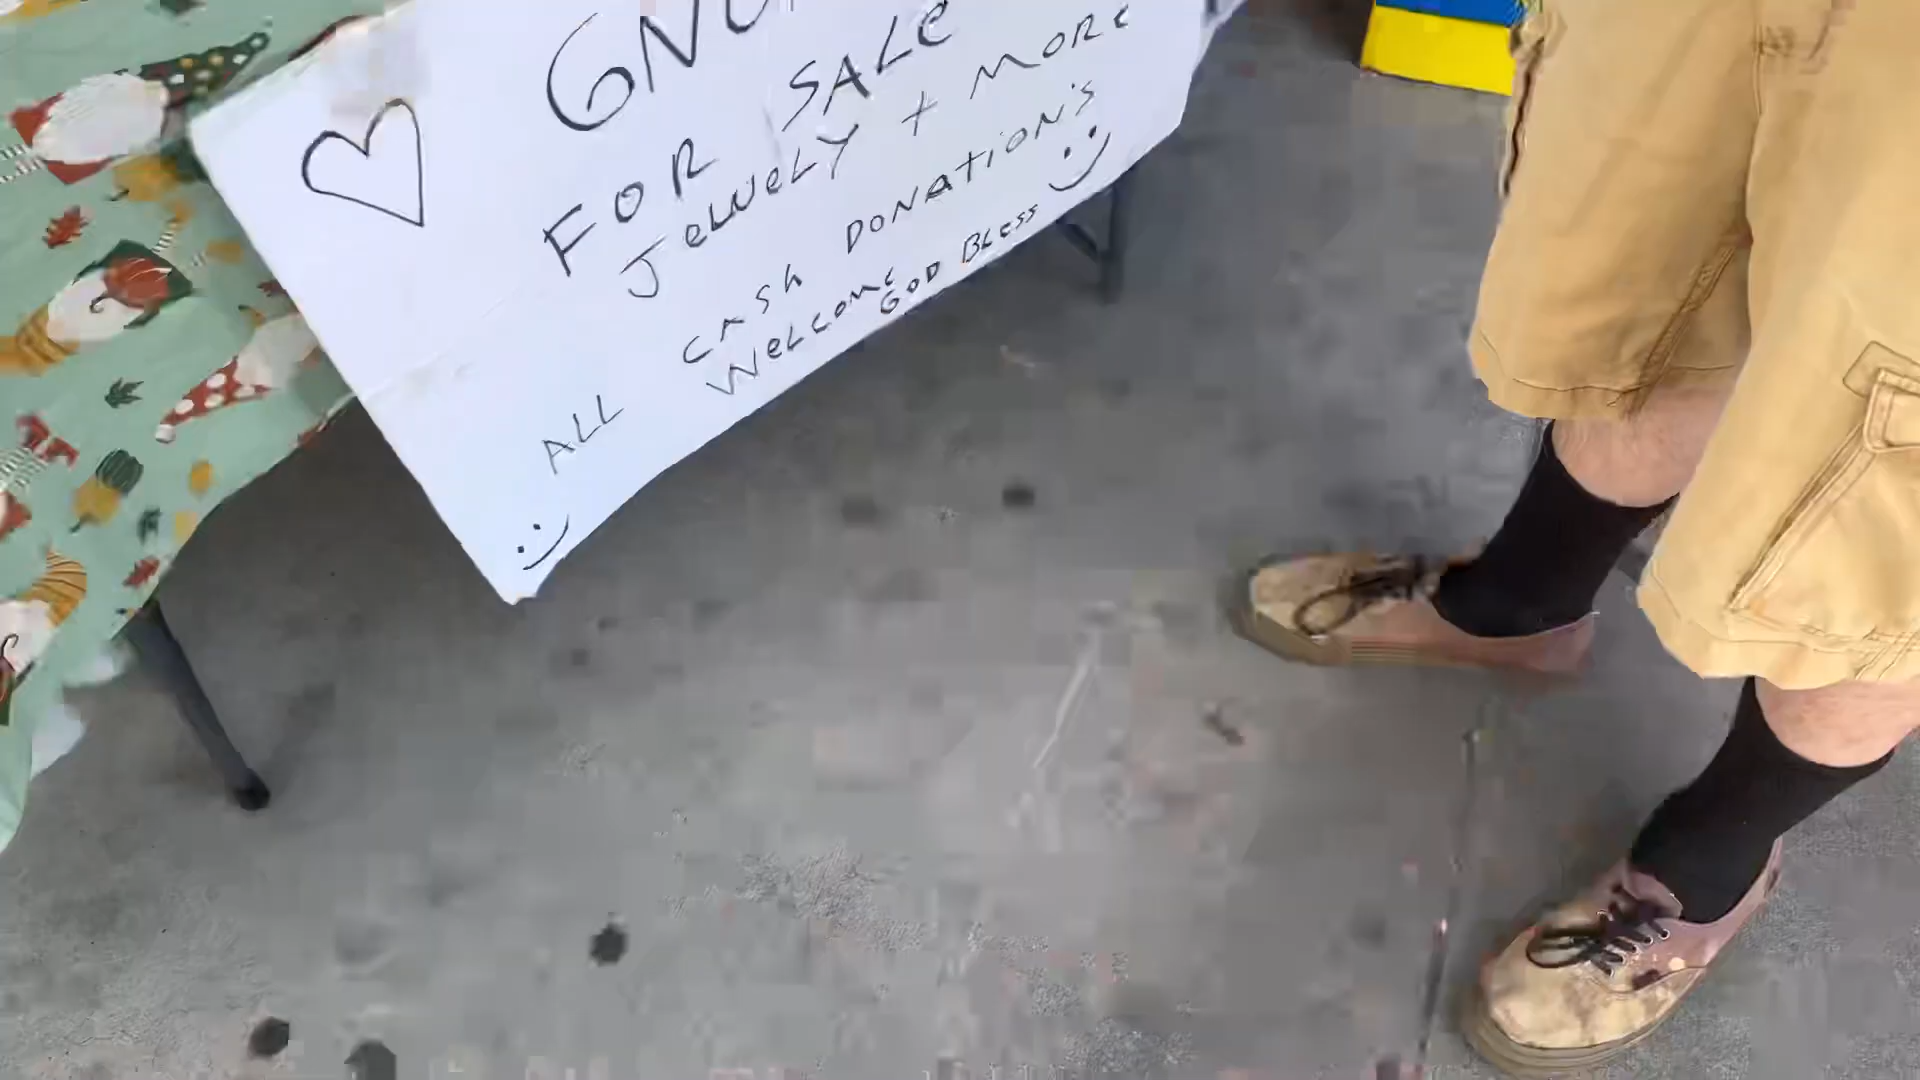 FOR SALE
JEWELY + MORE
ALL CASH DONATION'S
WELCOME
GOD BLESS